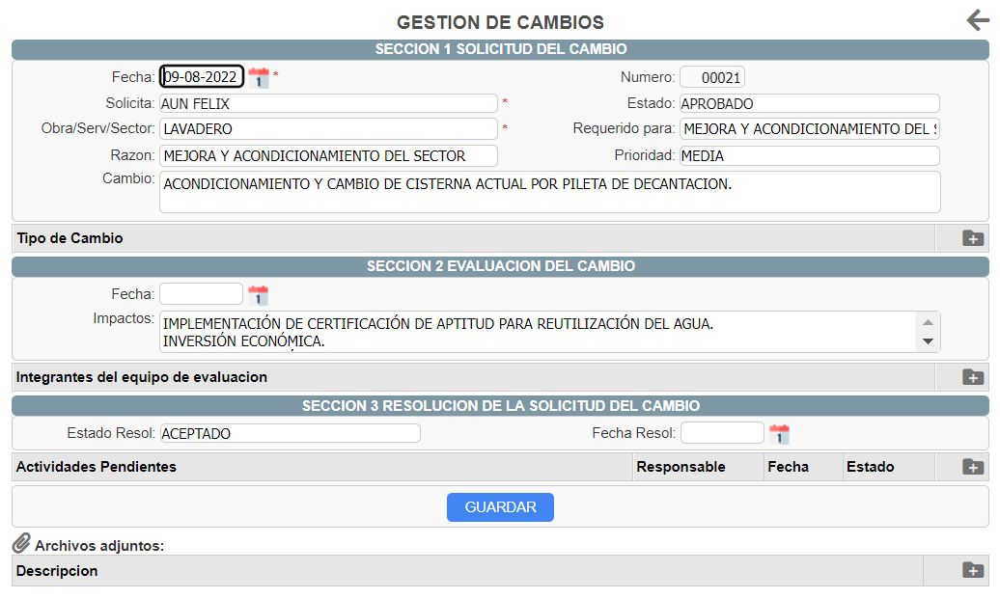 GESTION DE CAMBIOS
SECCION 1 SOLICITUD DEL CAMBIO
Fecha: 09-08-2022 1 * Numero: 00021
Solicita: AUN FELIX * Estado: APROBADO
Obra/Serv/Sector: LAVADERO * Requerido para: MEJORA Y ACONDICIONAMIENTO DEL
Razon: MEJORA Y ACONDICIONAMIENTO DEL SECTOR Prioridad: MEDIA
Cambio: ACONDICIONAMIENTO Y CAMBIO DE CISTERNA ACTUAL POR PILETA DE DECANTACION.
Tipo de Cambio
SECCION 2 EVALUACION DEL CAMBIO
Fecha: 1
Impactos: IMPLEMENTACIÓN DE CERTIFICACIÓN DE APTITUD PARA REUTILIZACIÓN DEL AGUA.
INVERSIÓN ECONÓMICA.
Integrantes del equipo de evaluacion
SECCION 3 RESOLUCION DE LA SOLICITUD DEL CAMBIO
Estado Resol: ACEPTADO Fecha Resol: 1
Actividades Pendientes Responsable Fecha Estado
GUARDAR
Archivos adjuntos:
Descripcion